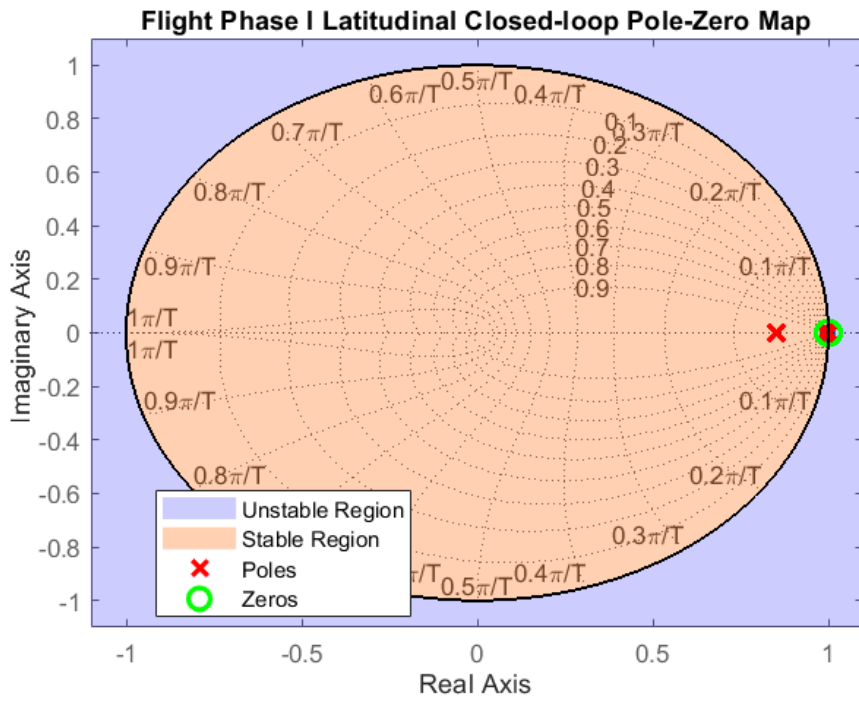 Flight Phase I Latitudinal Closed-loop Pole-Zero Map
Imaginary Axis
1
0.8
0.6
0.4
0.2
0
-0.2
-0.4
-0.6
-0.8
-1
0.5π/T
0.6π/T
0.4π/T
0.1
0.7π/T
0.3π/T
0.2
0.3
0.8π/T
0.4
0.2π/T
0.5
0.6
0.7
0.9π/T
0.8
0.1π/T
0.9
1π/T
1π/T
0.9π/T
0.1π/T
0.8π/T
0.2π/T
0.3π/T
π/T
0.4π/T
0.5π/T
Unstable Region
Stable Region
Poles
Zeros
-1
-0.5
0
0.5
1
Real Axis